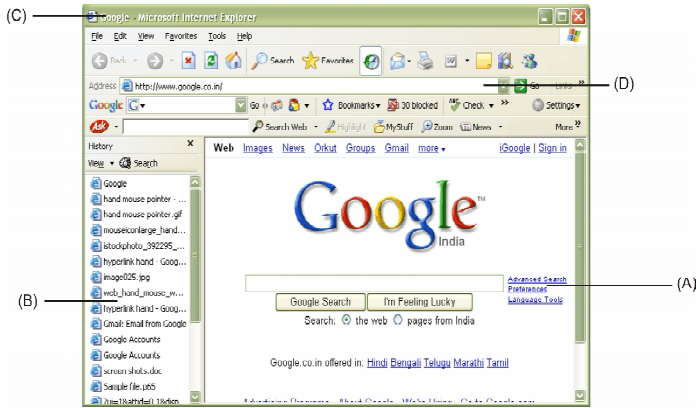 (C)
Google - Microsoft Internet Explorer
File Edit View Favorites Tools Help
Back Search Favorites
Address http://www.google.co.in/ Go Links »
(D)
Google G Go Bookmarks 30 blocked Check » Settings
Ask Search Web Highlight MyStuff Zoom News More »
History x
View Search
Google
hand mouse pointer - ...
hand mouse pointer.gif
mouseiconlarge_hand...
istockphoto_392295_...
hyperlink hand - Goog...
image025.jpg
web_hand_mouse_w...
hyperlink hand - Goog...
Gmail: Email from Google
Google Accounts
Google Accounts
screen shots.doc
Sample file.p65
(B)
Web Images News Orkut Groups Gmail more iGoogle | Sign in
Google™
India
Advanced Search
Preferences
Language Tools
(A)
Google Search I'm Feeling Lucky
Search: the web pages from India
Google.co.in offered in: Hindi Bengali Telugu Marathi Tamil